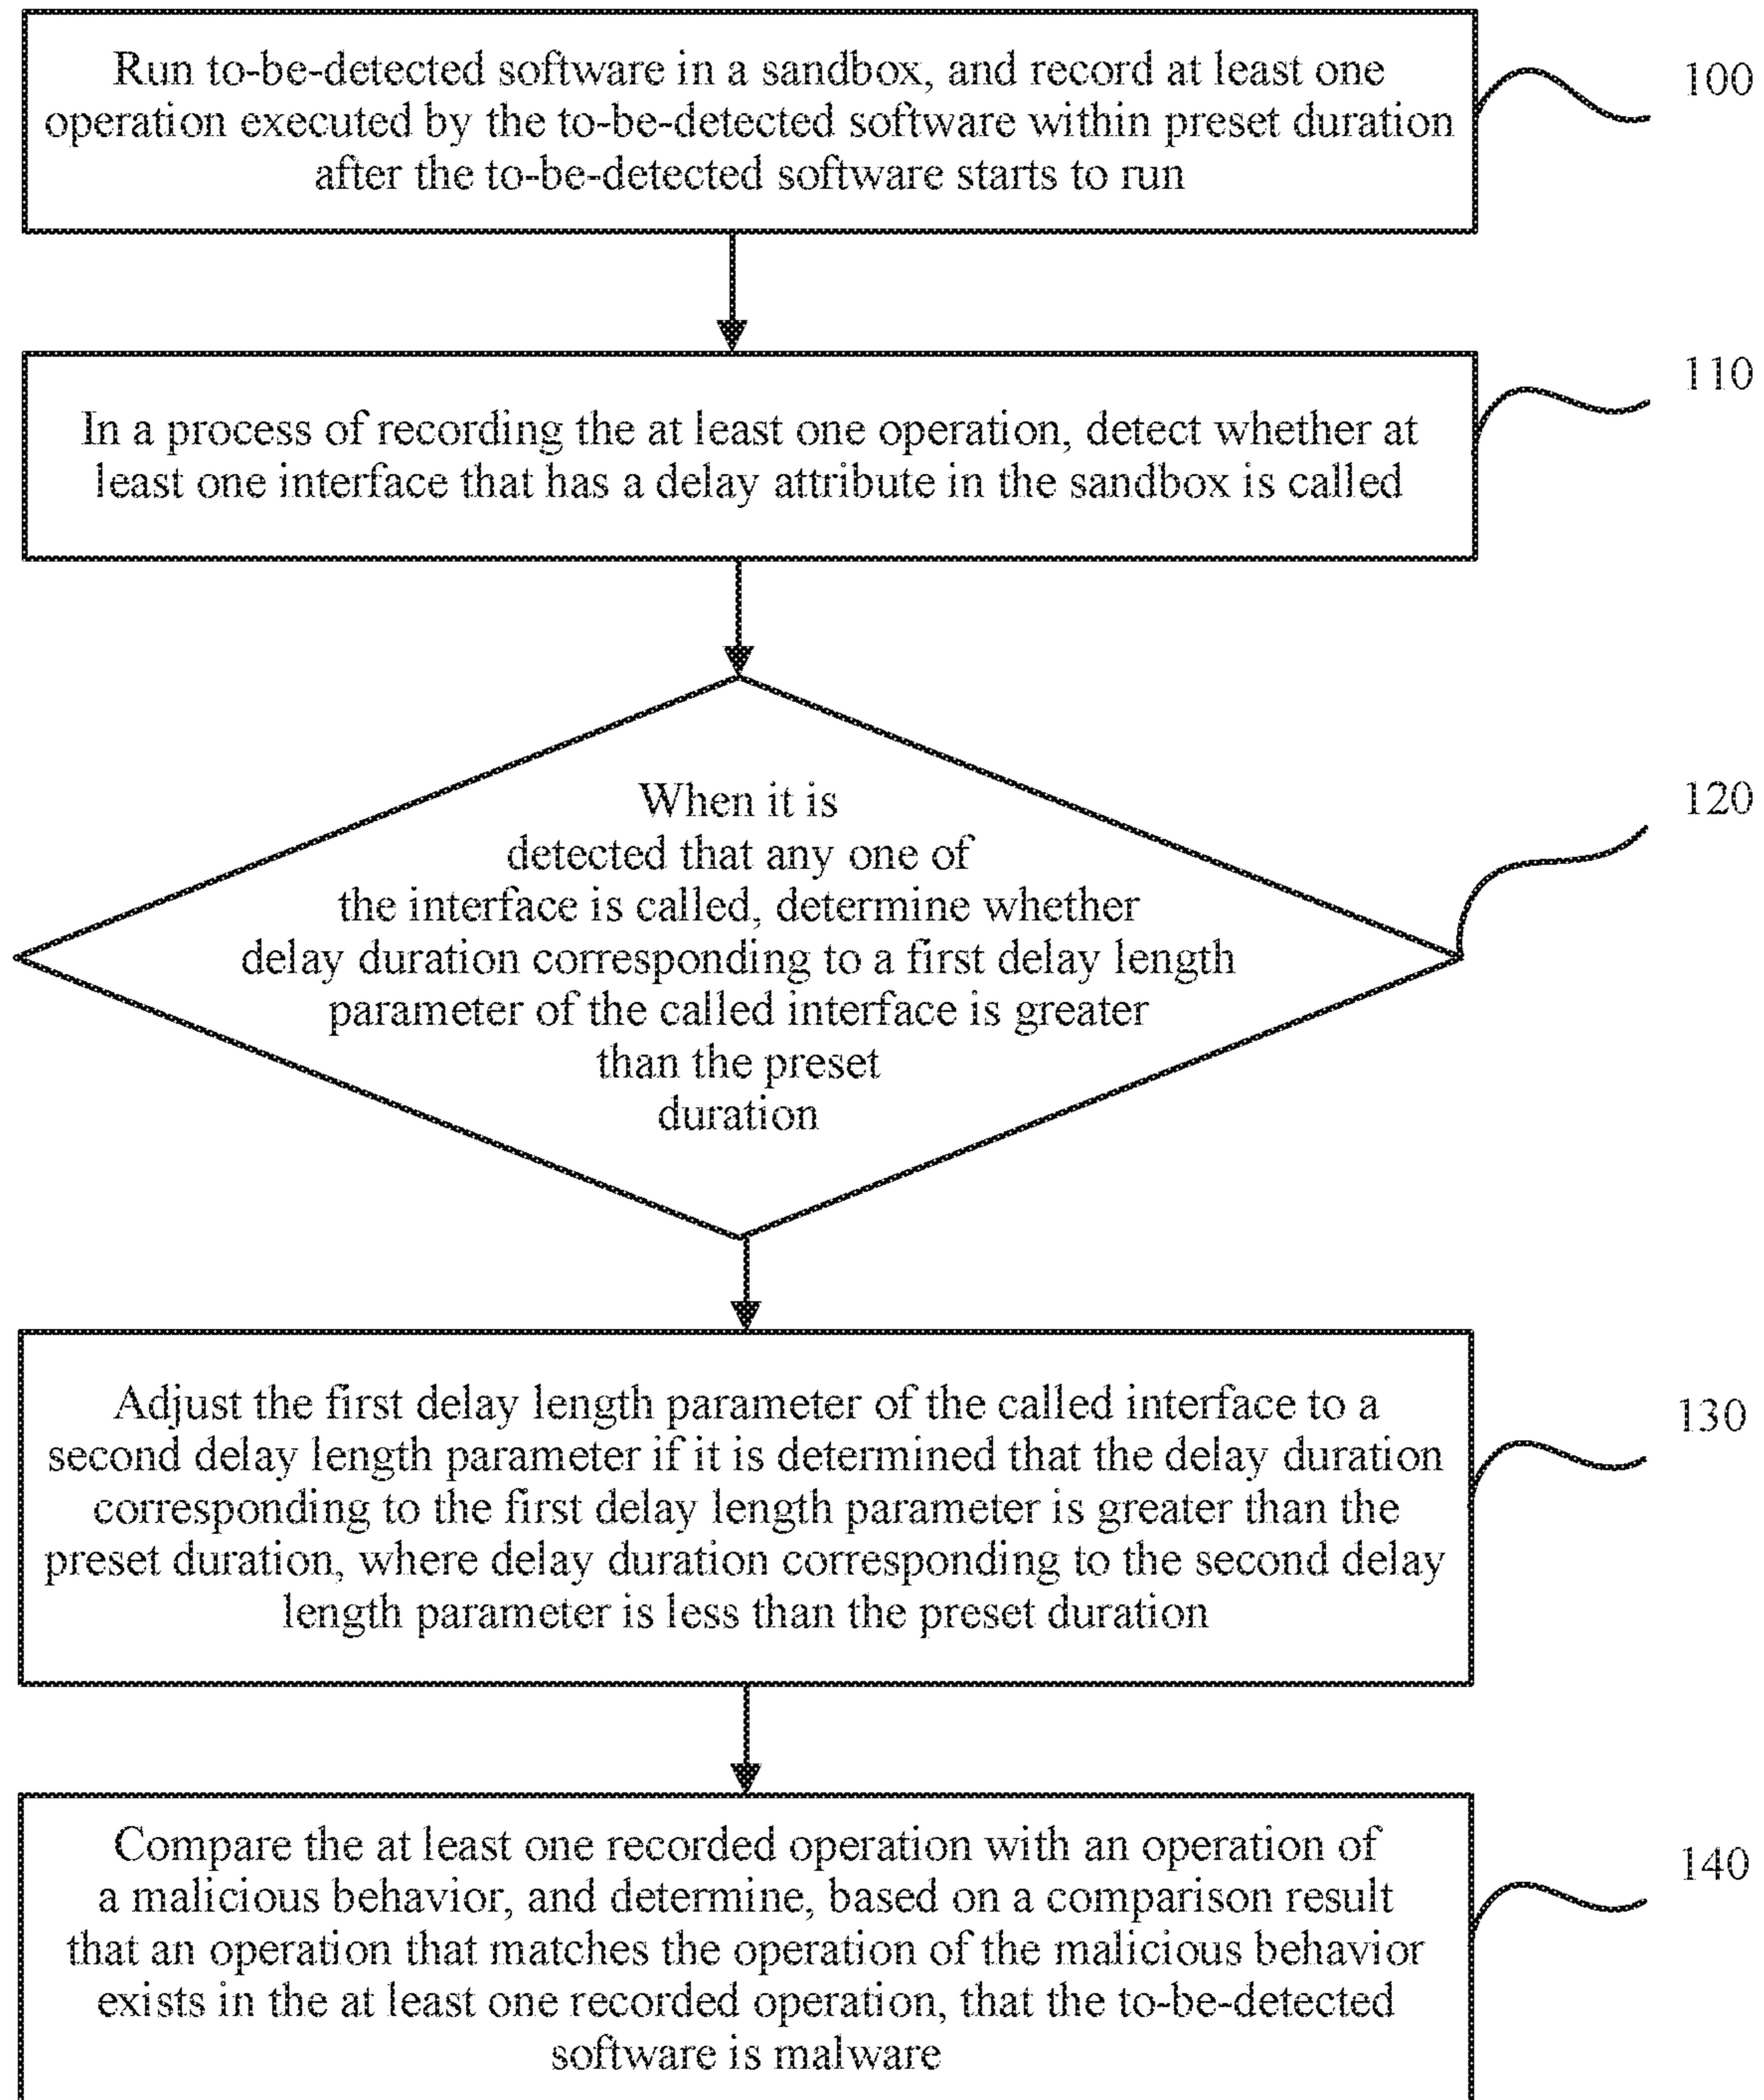 Run to-be-detected software in a sandbox, and record at least one
operation executed by the to-be-detected software within preset duration
after the to-be-detected software starts to run
100
In a process of recording the at least one operation, detect whether at
least one interface that has a delay attribute in the sandbox is called
110
When it is
detected that any one of
the interface is called, determine whether
delay duration corresponding to a first delay length
parameter of the called interface is greater
than the preset
duration
120
Adjust the first delay length parameter of the called interface to a
second delay length parameter if it is determined that the delay duration
corresponding to the first delay length parameter is greater than the
preset duration, where delay duration corresponding to the second delay
length parameter is less than the preset duration
130
Compare the at least one recorded operation with an operation of
a malicious behavior, and determine, based on a comparison result
that an operation that matches the operation of the malicious behavior
exists in the at least one recorded operation, that the to-be-detected
software is malware
140